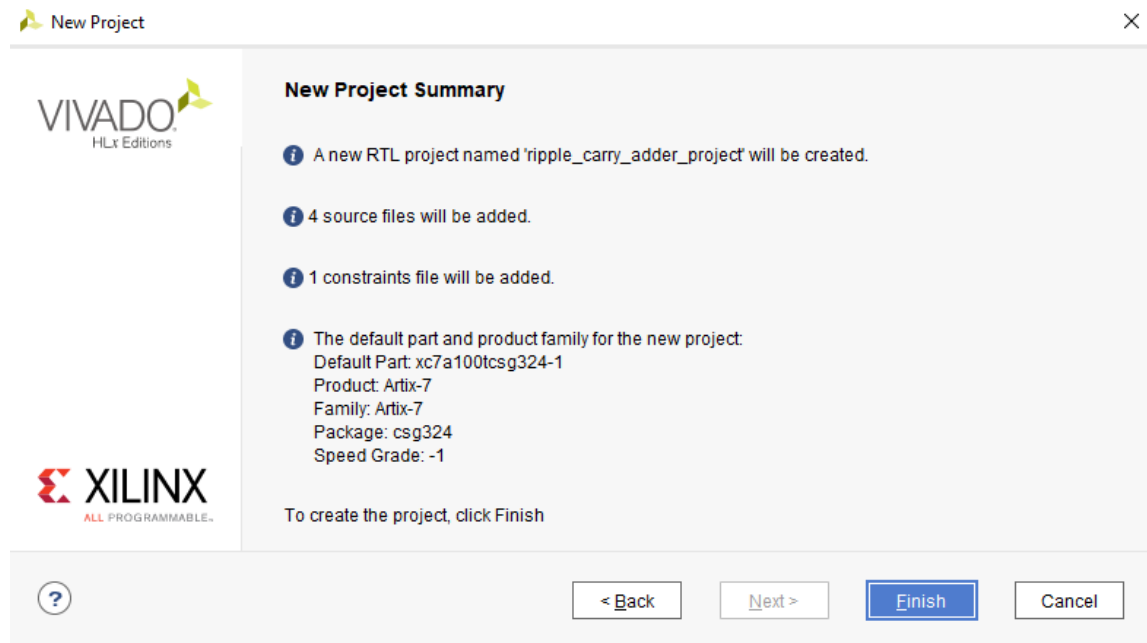 New Project
VIVADO
HLx Editions
New Project Summary
A new RTL project named 'ripple_carry_adder_project' will be created.
4 source files will be added.
1 constraints file will be added.
The default part and product family for the new project:
Default Part: xc7a100tcsg324-1
Product: Artix-7
Family: Artix-7
Package: csg324
Speed Grade: -1
XILINX
ALL PROGRAMMABLE™
To create the project, click Finish
?
< Back
Next >
Finish
Cancel